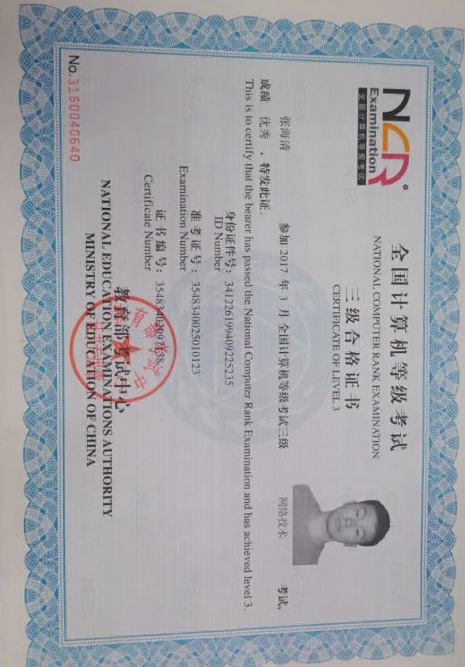 NCR®
Examination
全国计算机等级考试
全国计算机等级考试
NATIONAL COMPUTER RANK EXAMINATION
三级合格证书
CERTIFICATE OF LEVEL 3
张海清 参加 2017 年 3 月全国计算机等级考试三级 网络技术 考试,
成绩 优秀 ,特发此证。
This is to certify that the bearer has passed the National Computer Rank Examination and has achieved level 3.
身份证件号: 341226199409225235
ID Number
准考证号: 3548340025010123
Examination Number
证书编号:
Certificate Number
教育部考试中心
NATIONAL EDUCATION EXAMINATIONS AUTHORITY
MINISTRY OF EDUCATION OF CHINA
No.3160040640